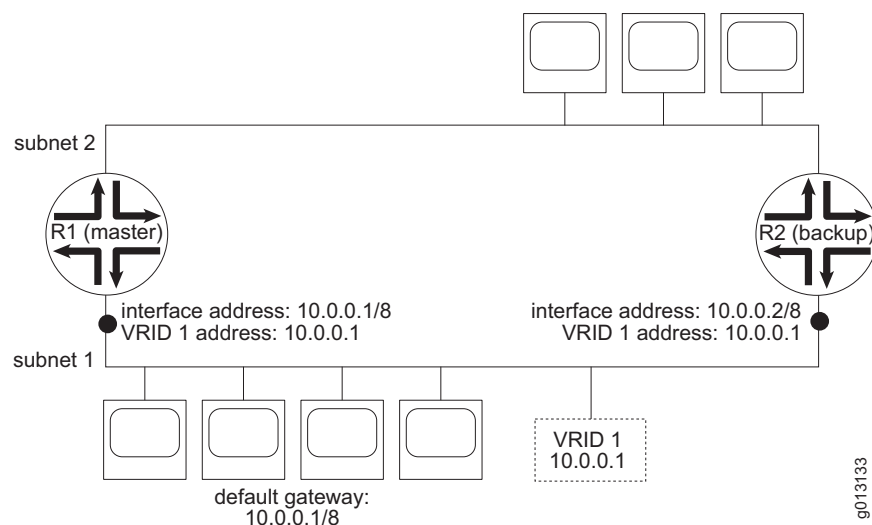 subnet 2
R1 (master)
R2 (backup)
interface address: 10.0.0.1/8
VRID 1 address: 10.0.0.1
interface address: 10.0.0.2/8
VRID 1 address: 10.0.0.1
subnet 1
VRID 1
10.0.0.1
default gateway:
10.0.0.1/8
g013133